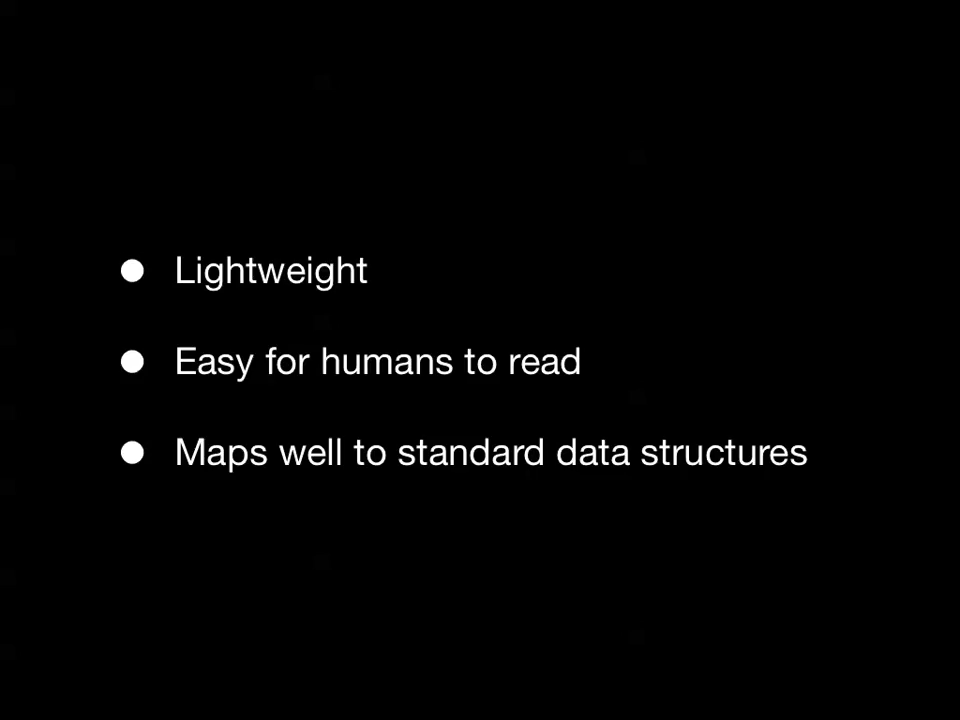 Lightweight
Easy for humans to read
Maps well to standard data structures